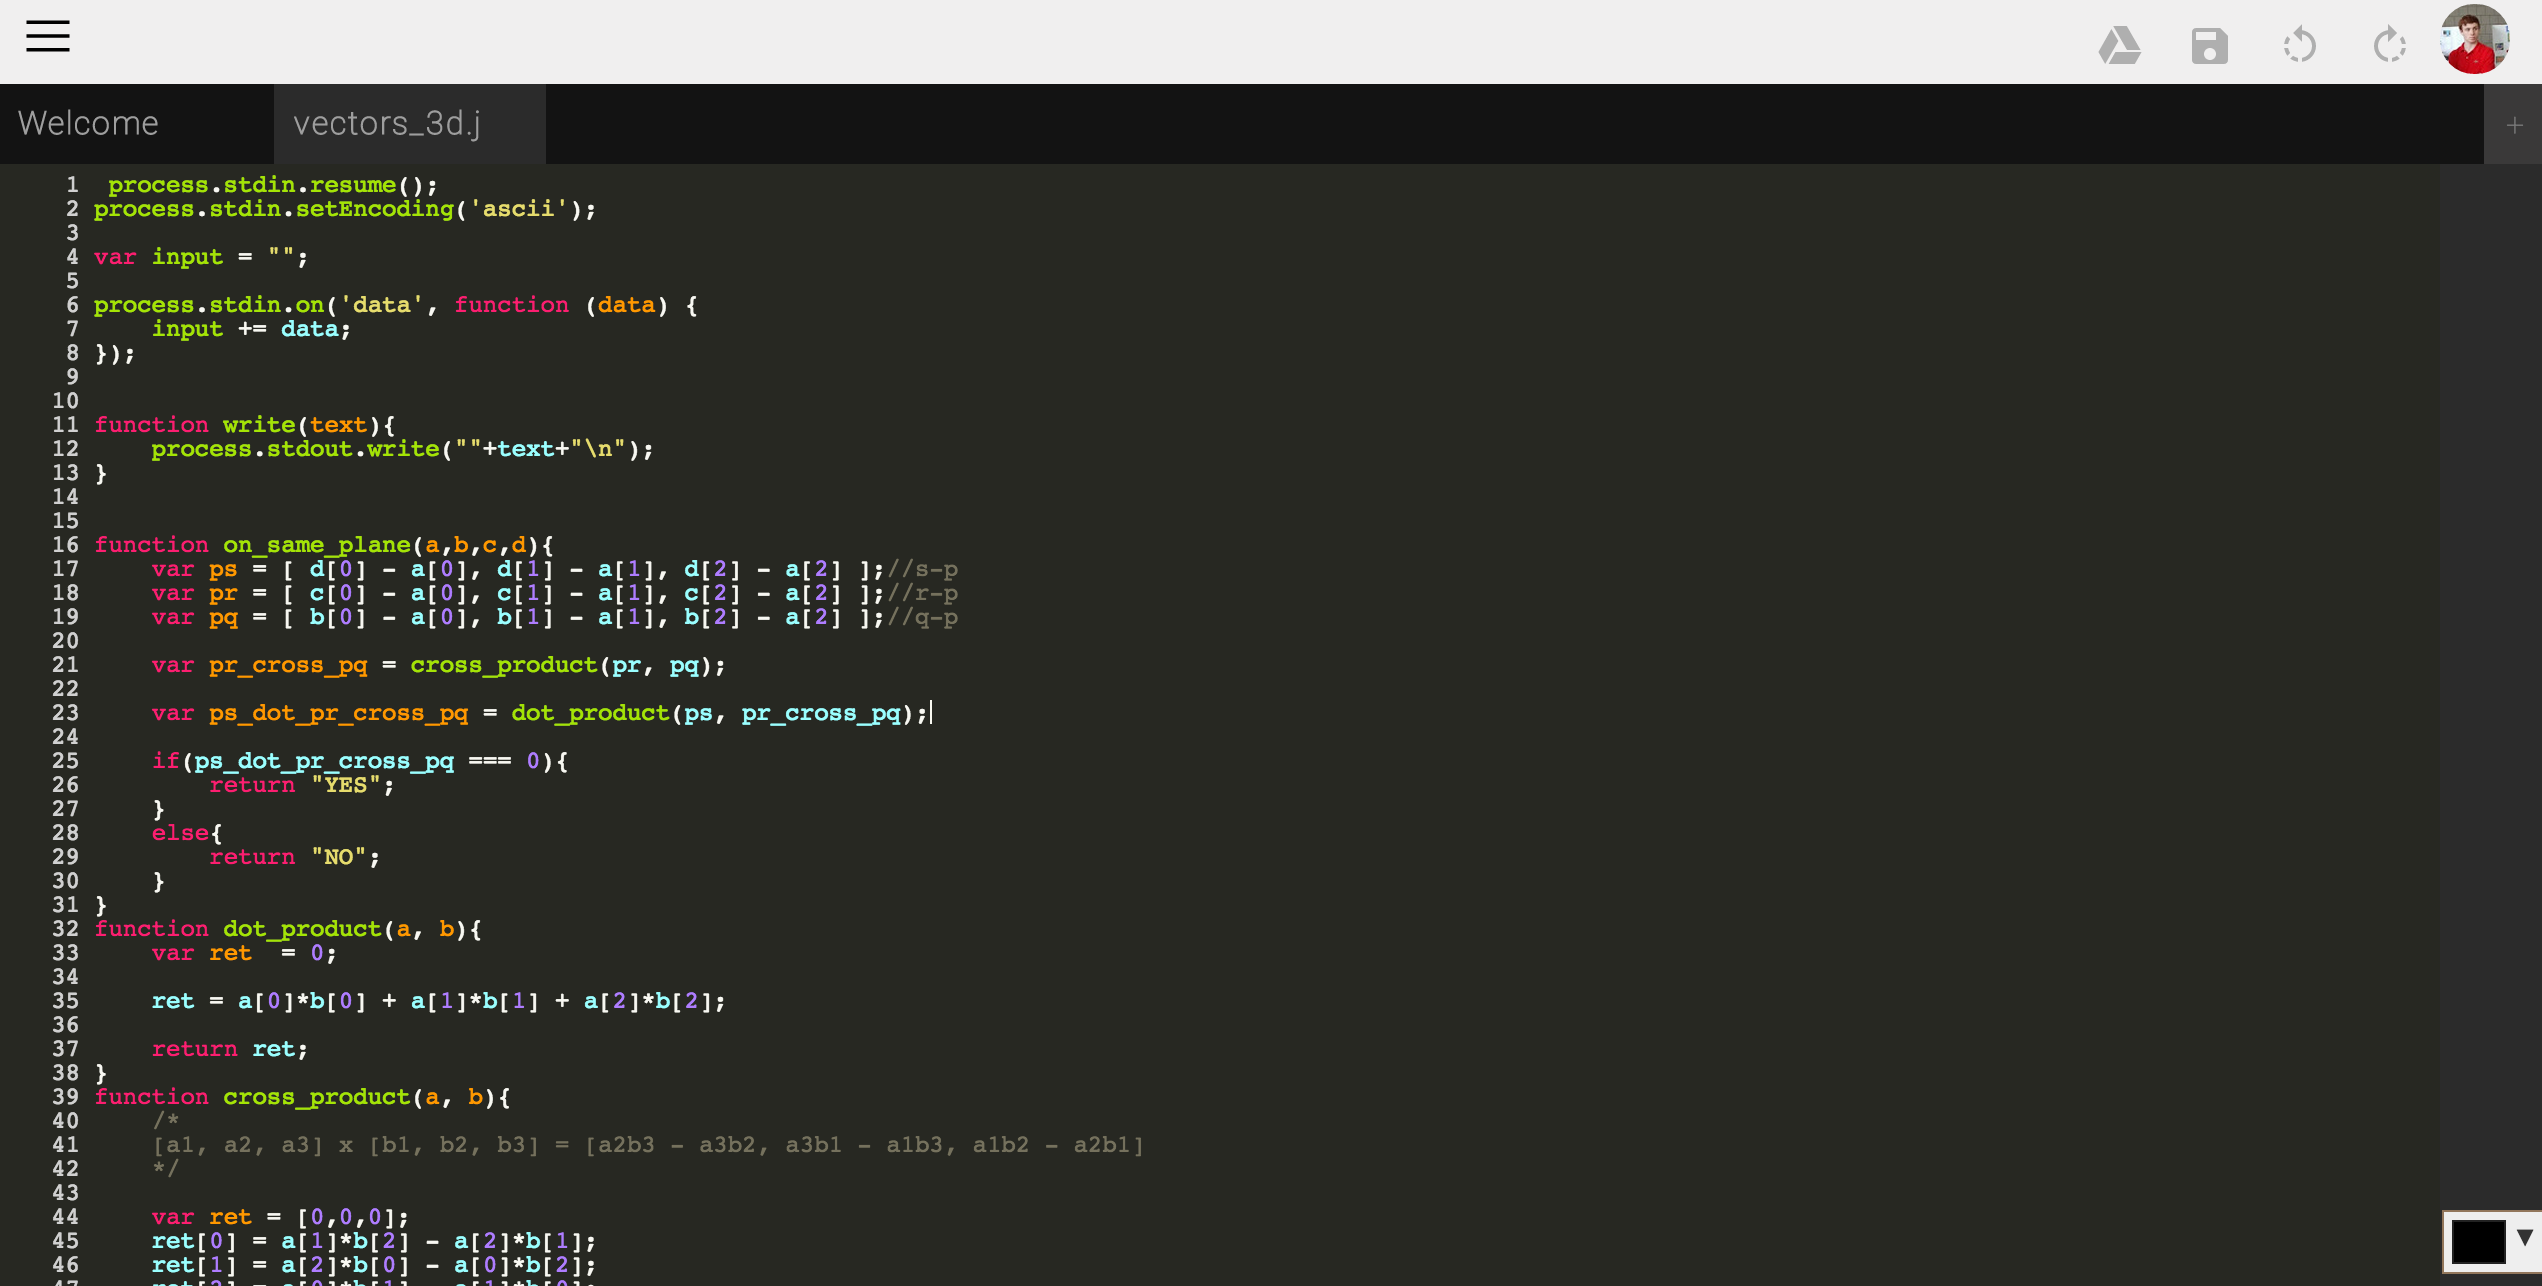 Welcome
vectors_3d.j
+
1 process.stdin.resume();
2 process.stdin.setEncoding('ascii');
3
4 var input = "";
5
6 process.stdin.on('data', function (data) {
7     input += data;
8 });
9
10
11 function write(text){
12     process.stdout.write(""+text+"\n");
13 }
14
15
16 function on_same_plane(a,b,c,d){
17     var ps = [ d[0] - a[0], d[1] - a[1], d[2] - a[2] ];//s-p
18     var pr = [ c[0] - a[0], c[1] - a[1], c[2] - a[2] ];//r-p
19     var pq = [ b[0] - a[0], b[1] - a[1], b[2] - a[2] ];//q-p
20
21     var pr_cross_pq = cross_product(pr, pq);
22
23     var ps_dot_pr_cross_pq = dot_product(ps, pr_cross_pq);
24
25     if(ps_dot_pr_cross_pq === 0){
26         return "YES";
27     }
28     else{
29         return "NO";
30     }
31 }
32 function dot_product(a, b){
33     var ret  = 0;
34
35     ret = a[0]*b[0] + a[1]*b[1] + a[2]*b[2];
36
37     return ret;
38 }
39 function cross_product(a, b){
40     /*
41     [a1, a2, a3] x [b1, b2, b3] = [a2b3 - a3b2, a3b1 - a1b3, a1b2 - a2b1]
42     */
43
44     var ret = [0,0,0];
45     ret[0] = a[1]*b[2] - a[2]*b[1];
46     ret[1] = a[2]*b[0] - a[0]*b[2];